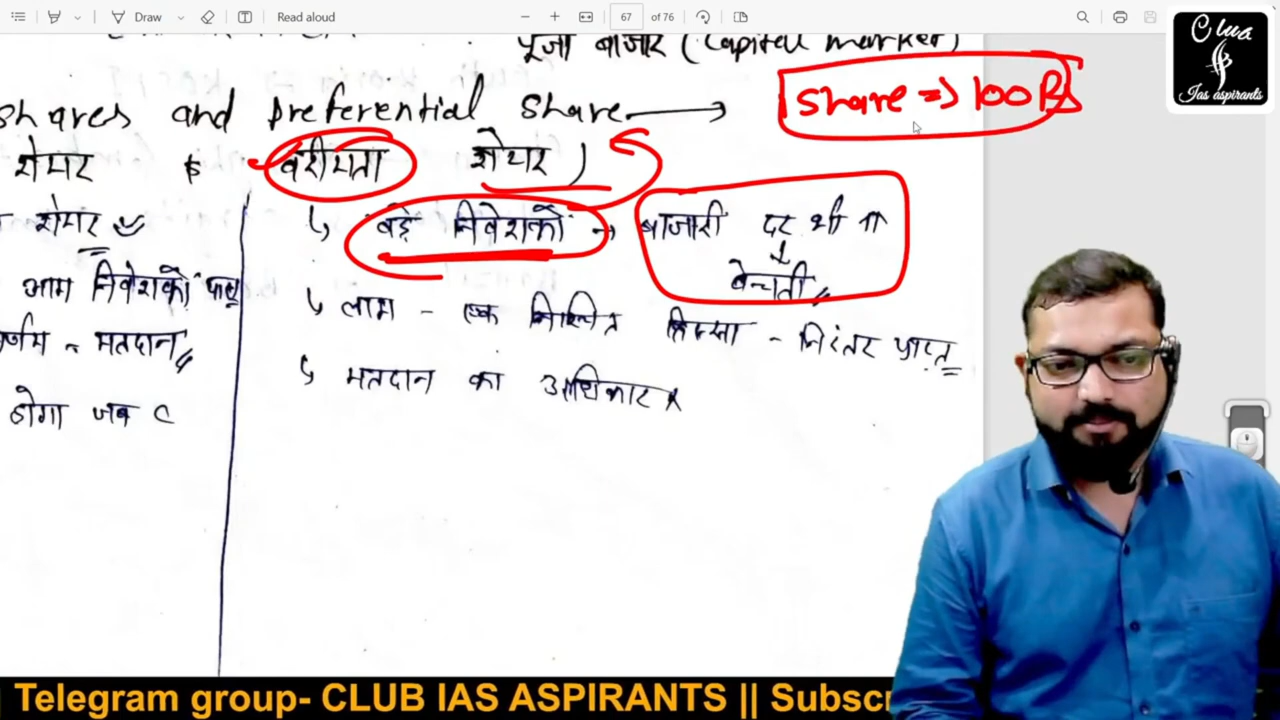 Draw
Read aloud
67 of 76
पूंजी बाजार (Capital market)
shares and preferential share
share => 100 Rs
शेयर & वरीयता शेयर)
शेयर
बड़े निवेशकों → बाजारी दर
बेचती
आम निवेशकों
लाभ - एक निश्चित हिस्सा - निरंतर प्राप्त
मतदान
मतदान का अधिकार x
होगा जब C
Club
Ias aspirants
Telegram group- CLUB IAS ASPIRANTS || Subscr